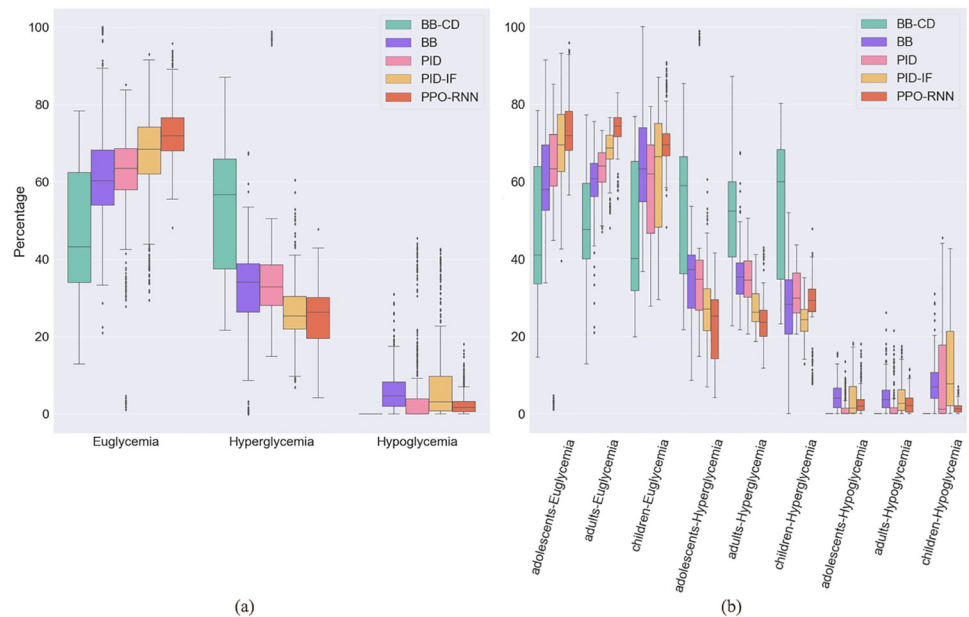 100
80
60
40
20
0
Percentage
Euglycemia
Hyperglycemia
Hypoglycemia
BB-CD
BB
PID
PID-IF
PPO-RNN
(a)
100
80
60
40
20
0
adolescents-Euglycemia
adults-Euglycemia
children-Euglycemia
adolescents-Hyperglycemia
adults-Hyperglycemia
children-Hyperglycemia
adolescents-Hypoglycemia
adults-Hypoglycemia
children-Hypoglycemia
BB-CD
BB
PID
PID-IF
PPO-RNN
(b)